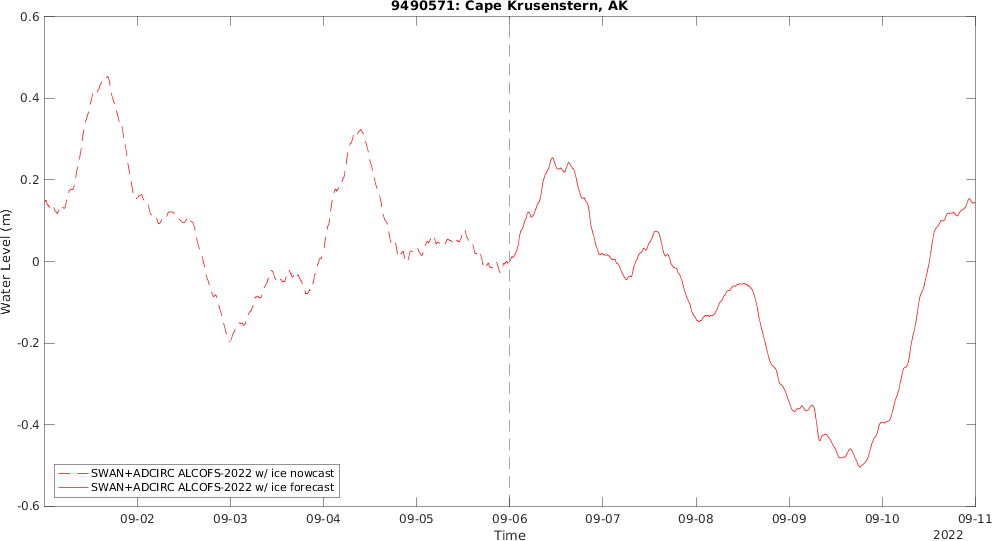 9490571: Cape Krusenstern, AK
0.6
0.4
0.2
0
-0.2
-0.4
-0.6
Water Level (m)
SWAN+ADCIRC ALCOFS-2022 w/ ice nowcast
SWAN+ADCIRC ALCOFS-2022 w/ ice forecast
09-02 09-03 09-04 09-05 09-06 09-07 09-08 09-09 09-10 09-11
Time
2022